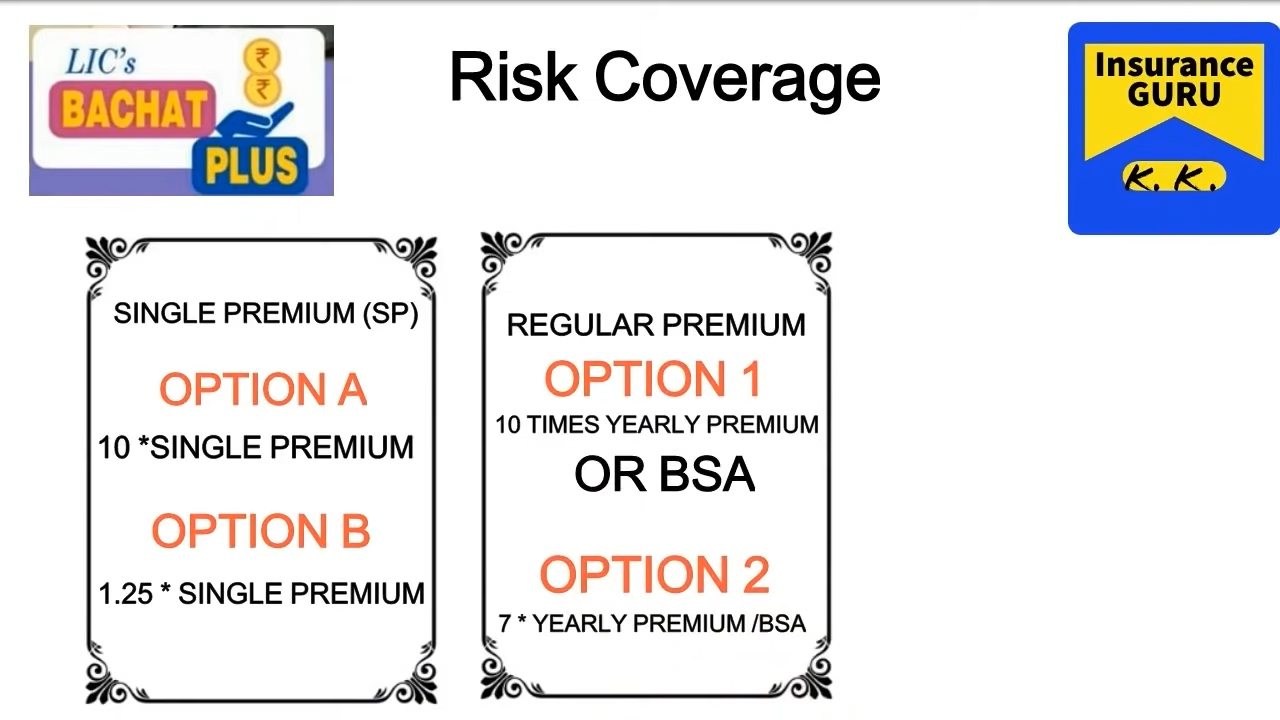 LIC's
BACHAT
PLUS
Risk Coverage
Insurance
GURU
K. K.
SINGLE PREMIUM (SP)
OPTION A
10 *SINGLE PREMIUM
OPTION B
1.25 * SINGLE PREMIUM
REGULAR PREMIUM
OPTION 1
10 TIMES YEARLY PREMIUM
OR BSA
OPTION 2
7 * YEARLY PREMIUM /BSA